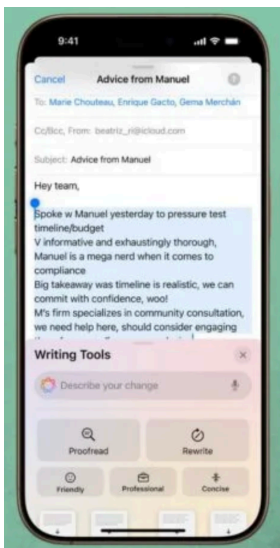 9:41
Cancel Advice from Manuel
To: Marie Chouteau, Enrique Gacto, Gema Merchán
Cc/Bcc, From: beatriz_ri@icloud.com
Subject: Advice from Manuel
Hey team,
Spoke w Manuel yesterday to pressure test
timeline/budget
V informative and exhaustingly thorough,
Manuel is a mega nerd when it comes to
compliance
Big takeaway was timeline is realistic, we can
commit with confidence, woo!
M's firm specializes in community consultation,
we need help here, should consider engaging
Writing Tools
Describe your change
Proofread Rewrite
Friendly Professional Concise